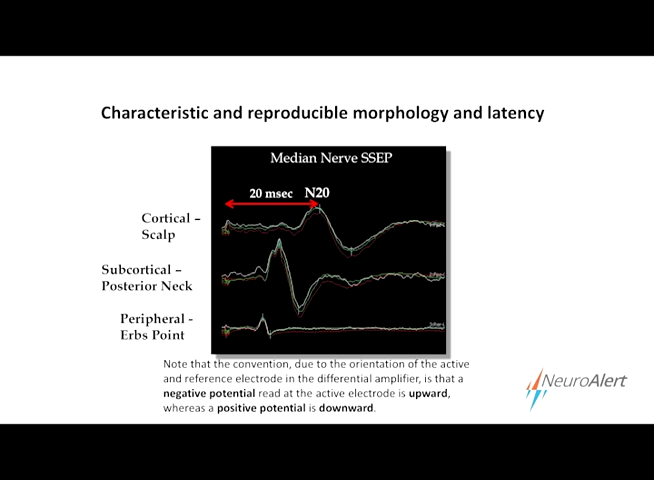 Characteristic and reproducible morphology and latency
Median Nerve SSEP
20 msec N20
Cortical –
Scalp
Subcortical –
Posterior Neck
Peripheral -
Erbs Point
Note that the convention, due to the orientation of the active
and reference electrode in the differential amplifier, is that a
negative potential read at the active electrode is upward,
whereas a positive potential is downward.
NeuroAlert